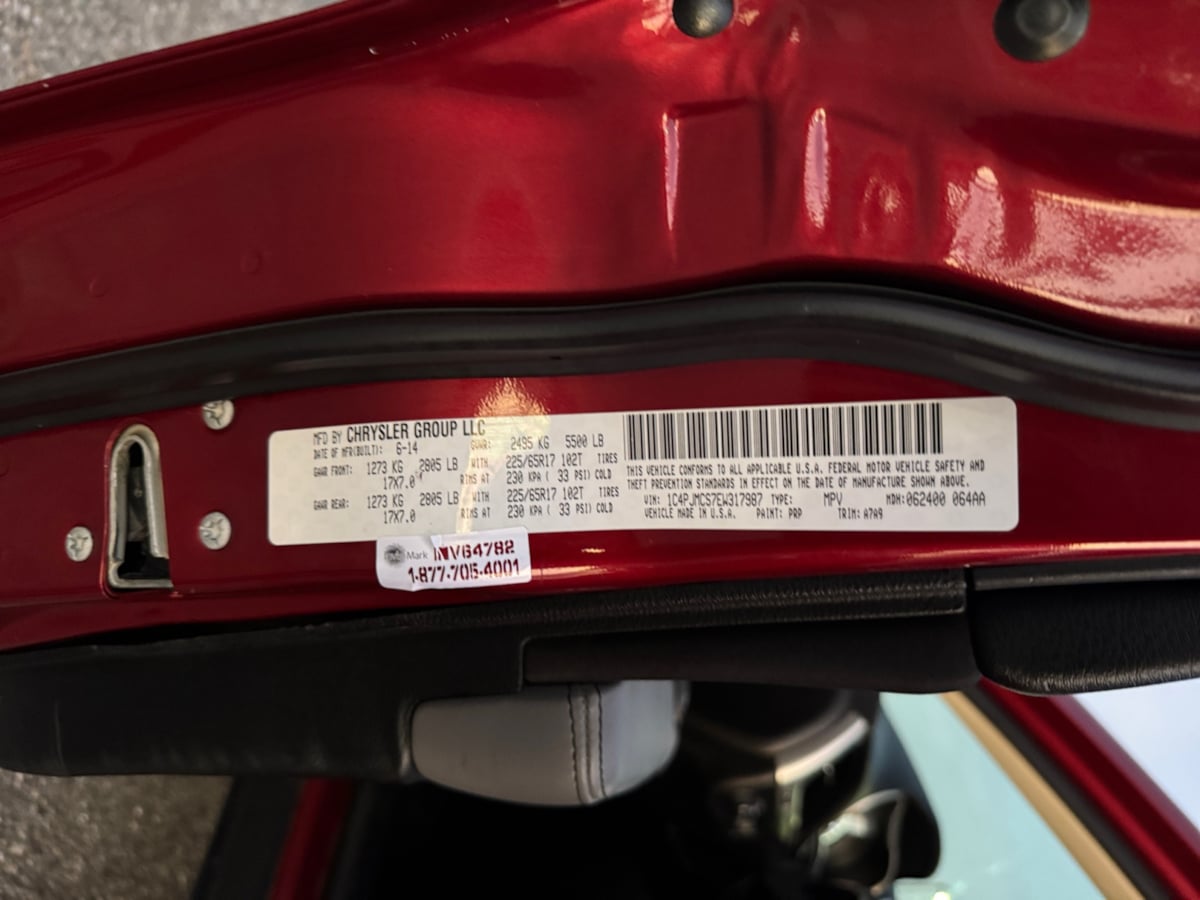 MFD BY CHRYSLER GROUP LLC
DATE OF MFR(BUILT): 6-14 GVWR: 2495 KG 5500 LB
GAWR FRONT: 1273 KG 2805 LB WITH 225/65R17 102T TIRES
17X7.0 RIMS AT 230 KPA ( 33 PSI) COLD
GAWR REAR: 1273 KG 2805 LB WITH 225/65R17 102T TIRES
17X7.0 RIMS AT 230 KPA ( 33 PSI) COLD
THIS VEHICLE CONFORMS TO ALL APPLICABLE U.S.A. FEDERAL MOTOR VEHICLE SAFETY AND
THEFT PREVENTION STANDARDS IN EFFECT ON THE DATE OF MANUFACTURE SHOWN ABOVE.
VIN: 1C4PJMCS7EW317987 TYPE: MPV MDH: 062400 064AA
VEHICLE MADE IN U.S.A. PAINT: PRP TRIM: A7A9
Mark INV64782
1-877-705-4001